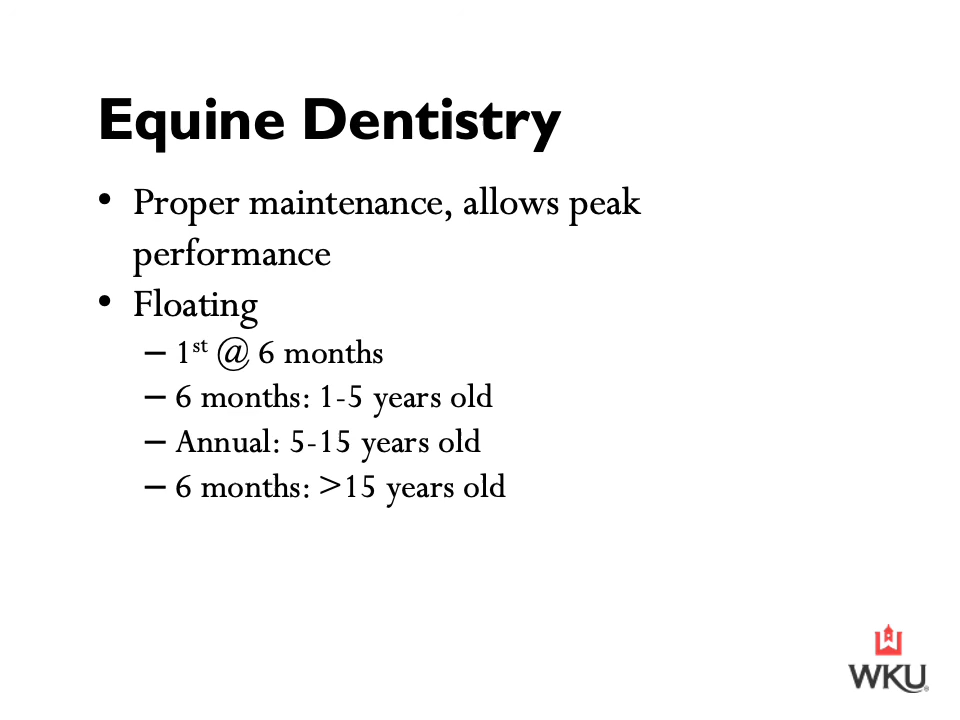 Equine Dentistry
• Proper maintenance, allows peak
performance
• Floating
– 1st @ 6 months
– 6 months: 1-5 years old
– Annual: 5-15 years old
– 6 months: >15 years old
WKU®